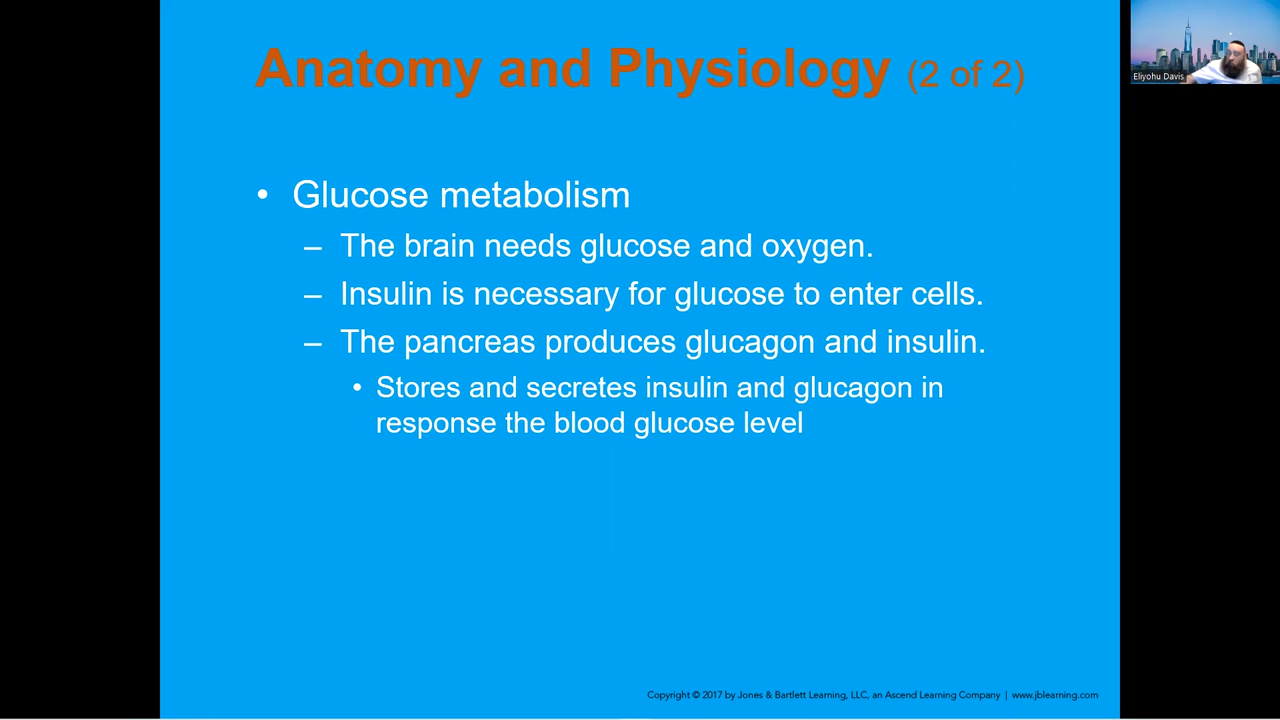 Anatomy and Physiology (2 of 2)
• Glucose metabolism
– The brain needs glucose and oxygen.
– Insulin is necessary for glucose to enter cells.
– The pancreas produces glucagon and insulin.
• Stores and secretes insulin and glucagon in
response the blood glucose level
Eliyohu Davis
Copyright © 2017 by Jones & Bartlett Learning, LLC, an Ascend Learning Company | www.jblearning.com